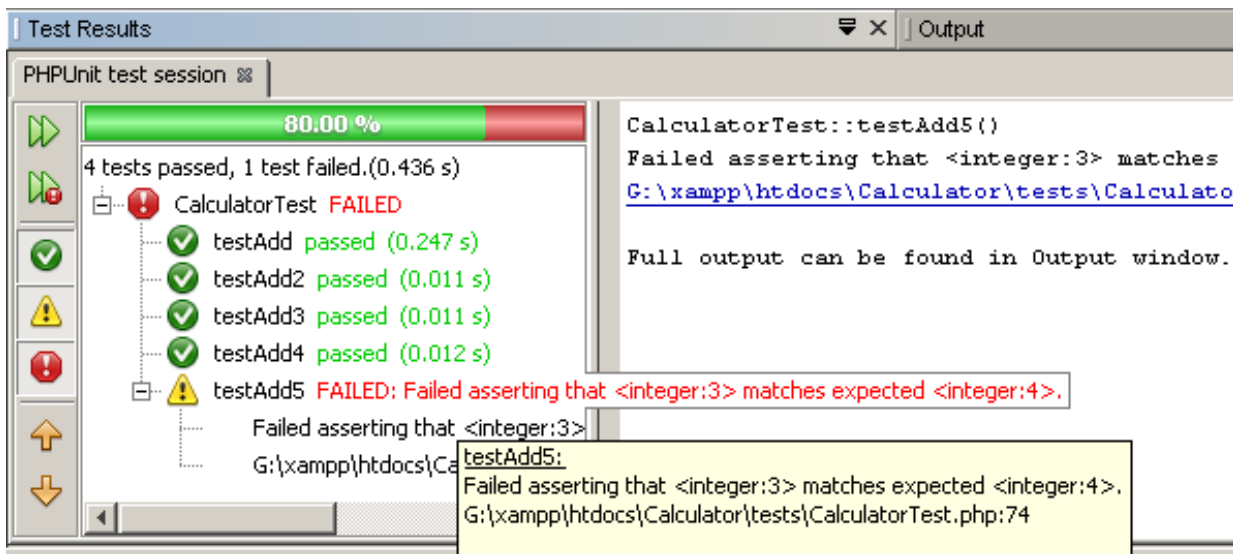 Test Results
Output
PHPUnit test session
80.00 %
4 tests passed, 1 test failed.(0.436 s)
CalculatorTest FAILED
testAdd passed (0.247 s)
testAdd2 passed (0.011 s)
testAdd3 passed (0.011 s)
testAdd4 passed (0.012 s)
testAdd5 FAILED: Failed asserting that <integer:3> matches expected <integer:4>.
Failed asserting that <integer:3>
G:\xampp\htdocs\Ca
testAdd5:
Failed asserting that <integer:3> matches expected <integer:4>.
G:\xampp\htdocs\Calculator\tests\CalculatorTest.php:74
CalculatorTest::testAdd5()
Failed asserting that <integer:3> matches
G:\xampp\htdocs\Calculator\tests\Calculato
Full output can be found in Output window.